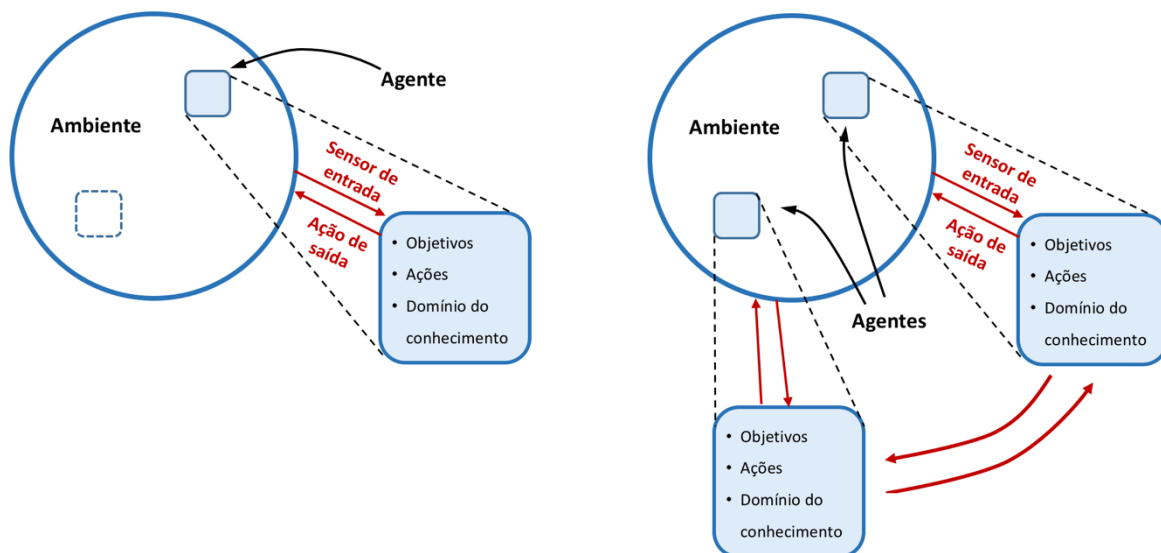 Agente
Ambiente
Sensor de
entrada
Ação de
saída
• Objetivos
• Ações
• Domínio do
conhecimento
Ambiente
Sensor de
entrada
Ação de
saída
• Objetivos
• Ações
• Domínio do
conhecimento
Agentes
• Objetivos
• Ações
• Domínio do
conhecimento